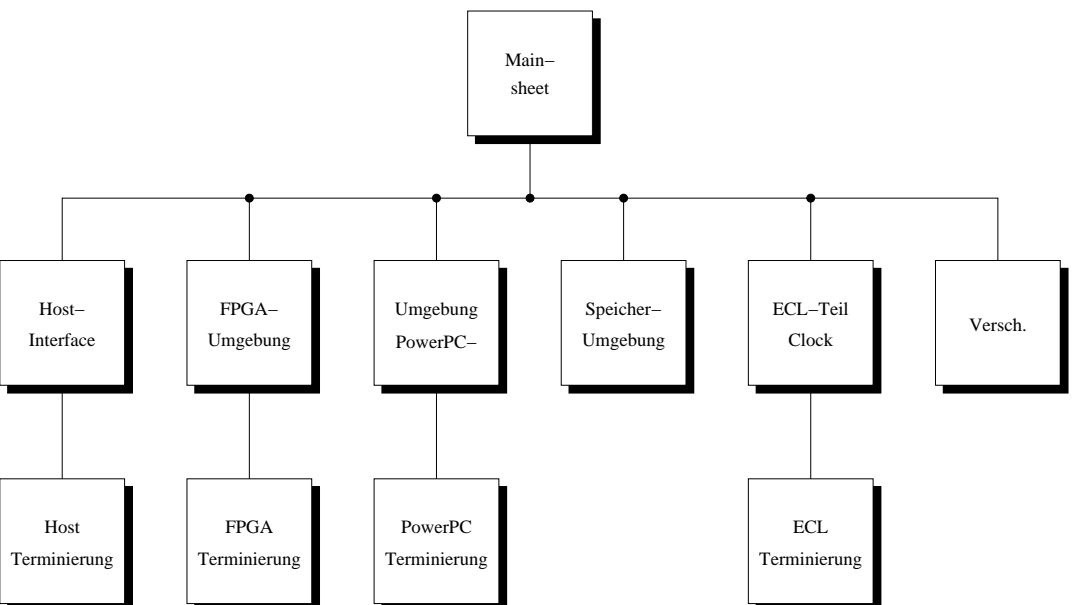 Main−
sheet
Host−
Interface
FPGA−
Umgebung
Umgebung
PowerPC−
Speicher−
Umgebung
ECL−Teil
Clock
Versch.
Host
Terminierung
FPGA
Terminierung
PowerPC
Terminierung
ECL
Terminierung